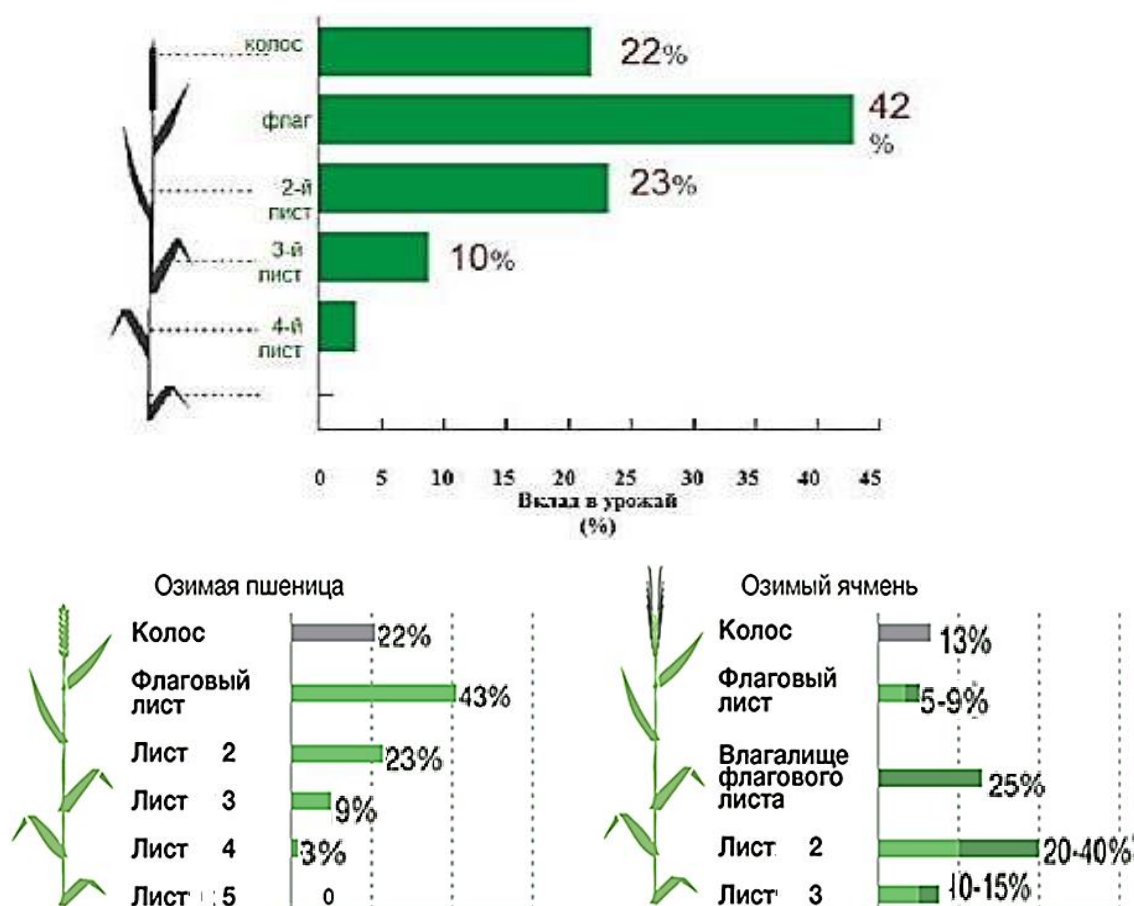 колос
22%
флаг
42
%
2-й
лист
23%
3-й
лист
10%
4-й
лист
0 5 10 15 20 25 30 35 40 45
Вклад в урожай
(%)
Озимая пшеница
Колос
22%
Флаговый
лист
43%
Лист 2
23%
Лист 3
9%
Лист 4
3%
Лист 5
0
Озимый ячмень
Колос
13%
Флаговый
лист
5-9%
Влагалище
флагового
листа
25%
Лист 2
20-40%
Лист 3
10-15%